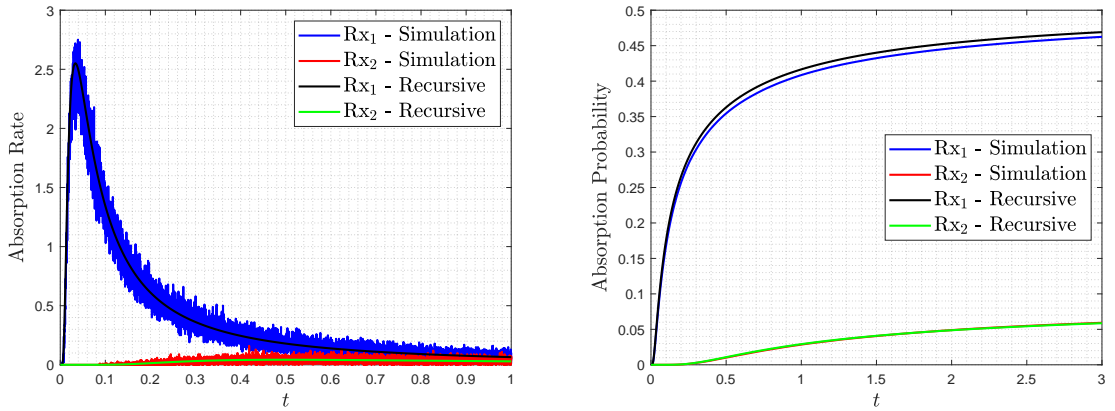 3
2.5
2
1.5
1
0.5
0
Absorption Rate
Rx1 - Simulation
Rx2 - Simulation
Rx1 - Recursive
Rx2 - Recursive
0 0.1 0.2 0.3 0.4 0.5 0.6 0.7 0.8 0.9 1
t
0.5
0.45
0.4
0.35
0.3
0.25
0.2
0.15
0.1
0.05
0
Absorption Probability
Rx1 - Simulation
Rx2 - Simulation
Rx1 - Recursive
Rx2 - Recursive
0 0.5 1 1.5 2 2.5 3
t